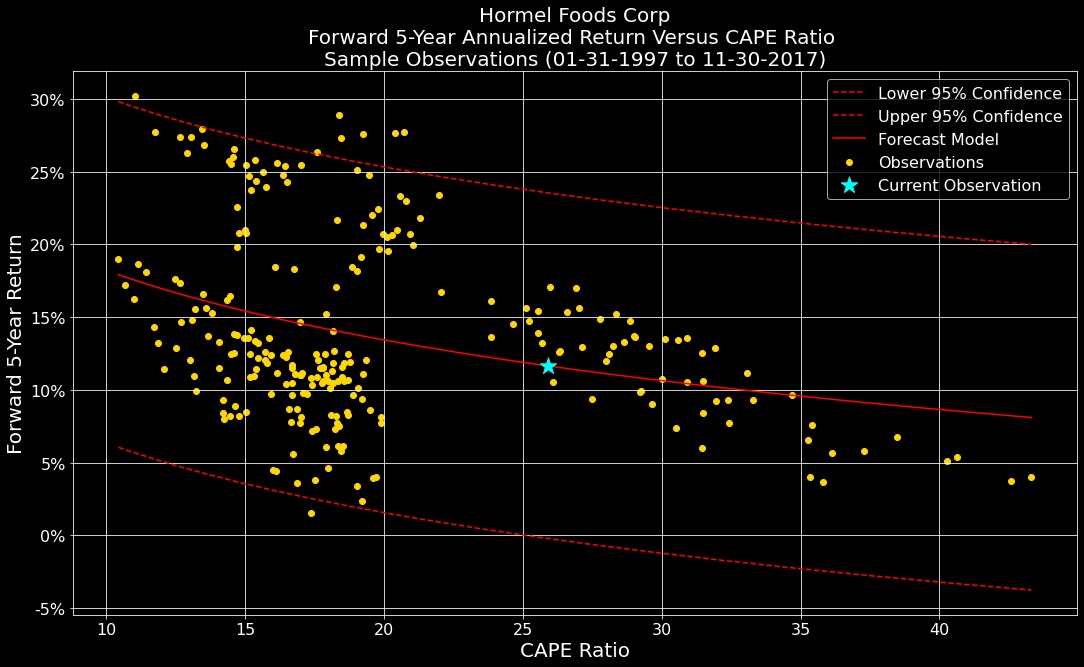 Hormel Foods Corp
Forward 5-Year Annualized Return Versus CAPE Ratio
Sample Observations (01-31-1997 to 11-30-2017)
Lower 95% Confidence
Upper 95% Confidence
Forecast Model
Observations
Current Observation
Forward 5-Year Return
30%
25%
20%
15%
10%
5%
0%
-5%
10 15 20 25 30 35 40
CAPE Ratio